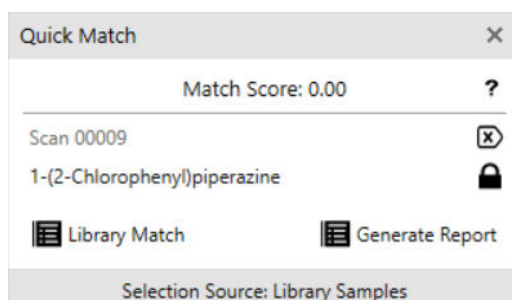 Quick Match
Match Score: 0.00 ?
Scan 00009
1-(2-Chlorophenyl)piperazine
Library Match Generate Report
Selection Source: Library Samples